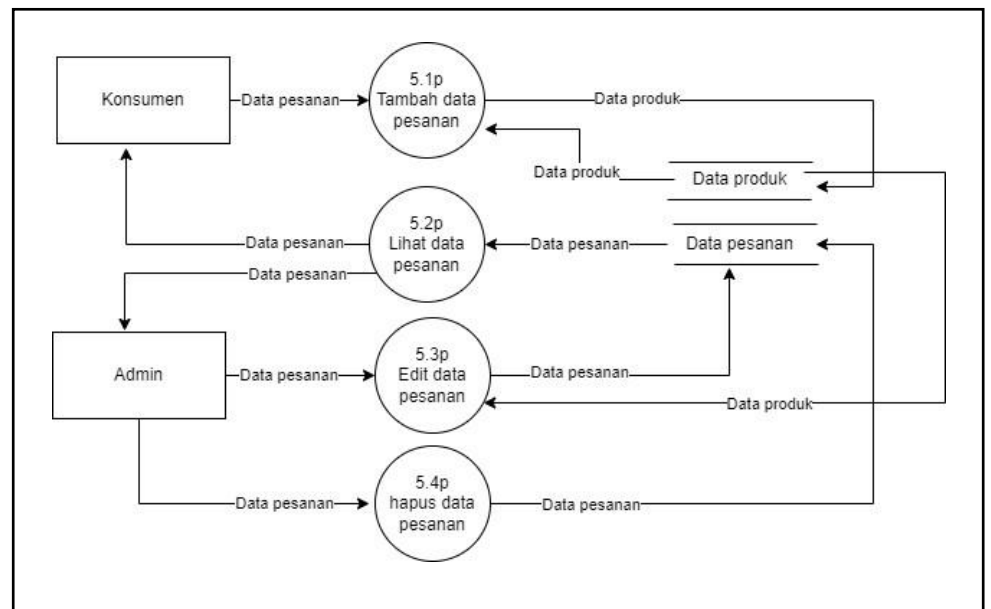 Konsumen
Data pesanan
5.1p
Tambah data
pesanan
Data produk
Data produk
Data produk
5.2p
Lihat data
pesanan
Data pesanan
Data pesanan
Data pesanan
Data pesanan
Admin
Data pesanan
5.3p
Edit data
pesanan
Data pesanan
Data produk
5.4p
hapus data
pesanan
Data pesanan
Data pesanan